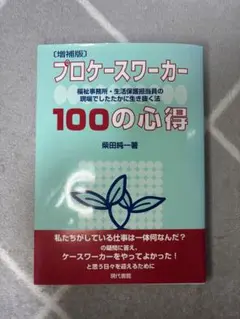 〔増補版〕
プロケースワーカー
福祉事務所・生活保護担当員の
現場でしたたかに生き抜く法
100の心得
柴田純一著
私たちがしている仕事は一体何なんだ?
の疑問に答え、
ケースワーカーをやってよかった!
と思う日々を迎えるために
現代書館